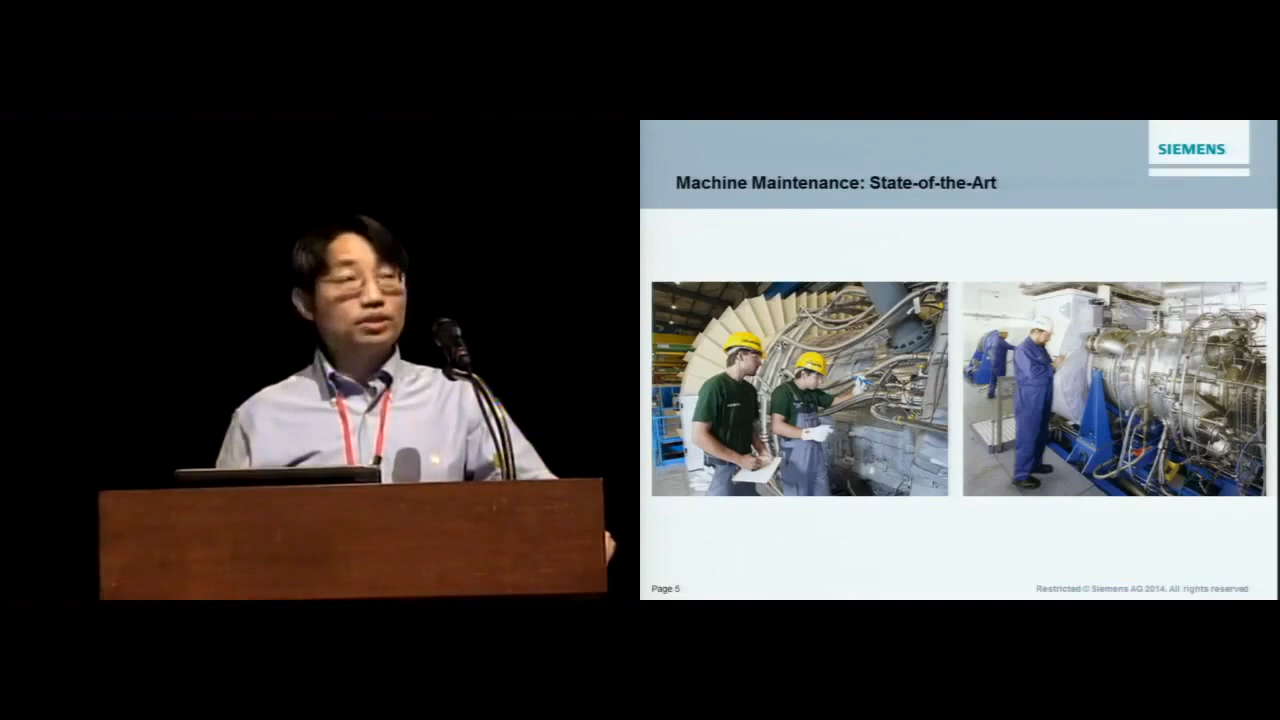 SIEMENS
Machine Maintenance: State-of-the-Art
Page 5
Restricted © Siemens AG 2014. All rights reserved